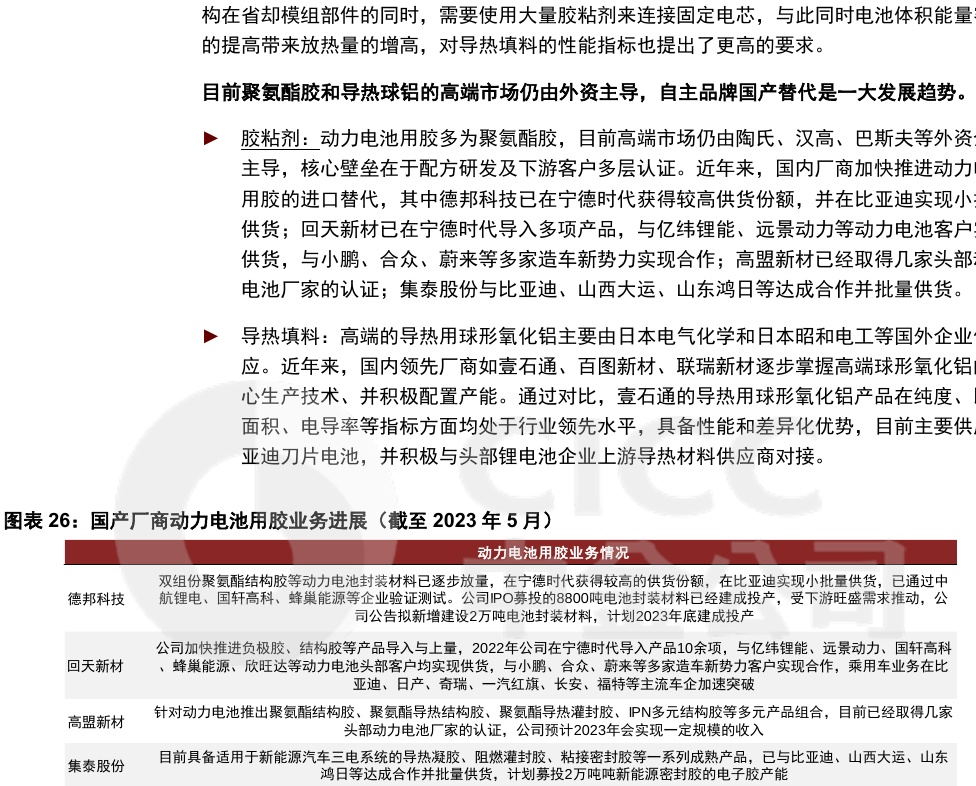 构在省却模组部件的同时，需要使用大量胶粘剂来连接固定电芯，与此同时电池体积能量
的提高带来放热量的增高，对导热填料的性能指标也提出了更高的要求。
目前聚氨酯胶和导热球铝的高端市场仍由外资主导，自主品牌国产替代是一大发展趋势。
胶粘剂：动力电池用胶多为聚氨酯胶，目前高端市场仍由陶氏、汉高、巴斯夫等外资
主导，核心壁垒在于配方研发及下游客户多层认证。近年来，国内厂商加快推进动力
用胶的进口替代，其中德邦科技已在宁德时代获得较高供货份额，并在比亚迪实现小
供货；回天新材已在宁德时代导入多项产品，与亿纬锂能、远景动力等动力电池客户
供货，与小鹏、合众、蔚来等多家造车新势力实现合作；高盟新材已经取得几家头部
电池厂家的认证；集泰股份与比亚迪、山西大运、山东鸿日等达成合作并批量供货。
导热填料：高端的导热用球形氧化铝主要由日本电气化学和日本昭和电工等国外企业
应。近年来，国内领先厂商如壹石通、百图新材、联瑞新材逐步掌握高端球形氧化铝
心生产技术、并积极配置产能。通过对比，壹石通的导热用球形氧化铝产品在纯度、
面积、电导率等指标方面均处于行业领先水平，具备性能和差异化优势，目前主要供
亚迪刀片电池，并积极与头部锂电池企业上游导热材料供应商对接。
图表 26：国产厂商动力电池用胶业务进展（截至 2023 年 5 月）
动力电池用胶业务情况
德邦科技
双组份聚氨酯结构胶等动力电池封装材料已逐步放量，在宁德时代获得较高的供货份额，在比亚迪实现小批量供货，已通过中
航锂电、国轩高科、蜂巢能源等企业验证测试。公司IPO募投的8800吨电池封装材料已经建成投产，受下游旺盛需求推动，公
司公告拟新增建设2万吨电池封装材料，计划2023年底建成投产
回天新材
公司加快推进负极胶、结构胶等产品导入与上量，2022年公司在宁德时代导入产品10余项，与亿纬锂能、远景动力、国轩高科
、蜂巢能源、欣旺达等动力电池头部客户均实现供货，与小鹏、合众、蔚来等多家造车新势力客户实现合作，乘用车业务在比
亚迪、日产、奇瑞、一汽红旗、长安、福特等主流车企加速突破
高盟新材
针对动力电池推出聚氨酯结构胶、聚氨酯导热结构胶、聚氨酯导热灌封胶、IPN多元结构胶等多元产品组合，目前已经取得几家
头部动力电池厂家的认证，公司预计2023年会实现一定规模的收入
集泰股份
目前具备适用于新能源汽车三电系统的导热凝胶、阻燃灌封胶、粘接密封胶等一系列成熟产品，已与比亚迪、山西大运、山东
鸿日等达成合作并批量供货，计划募投2万吨吨新能源密封胶的电子胶产能
CICC
中金公司